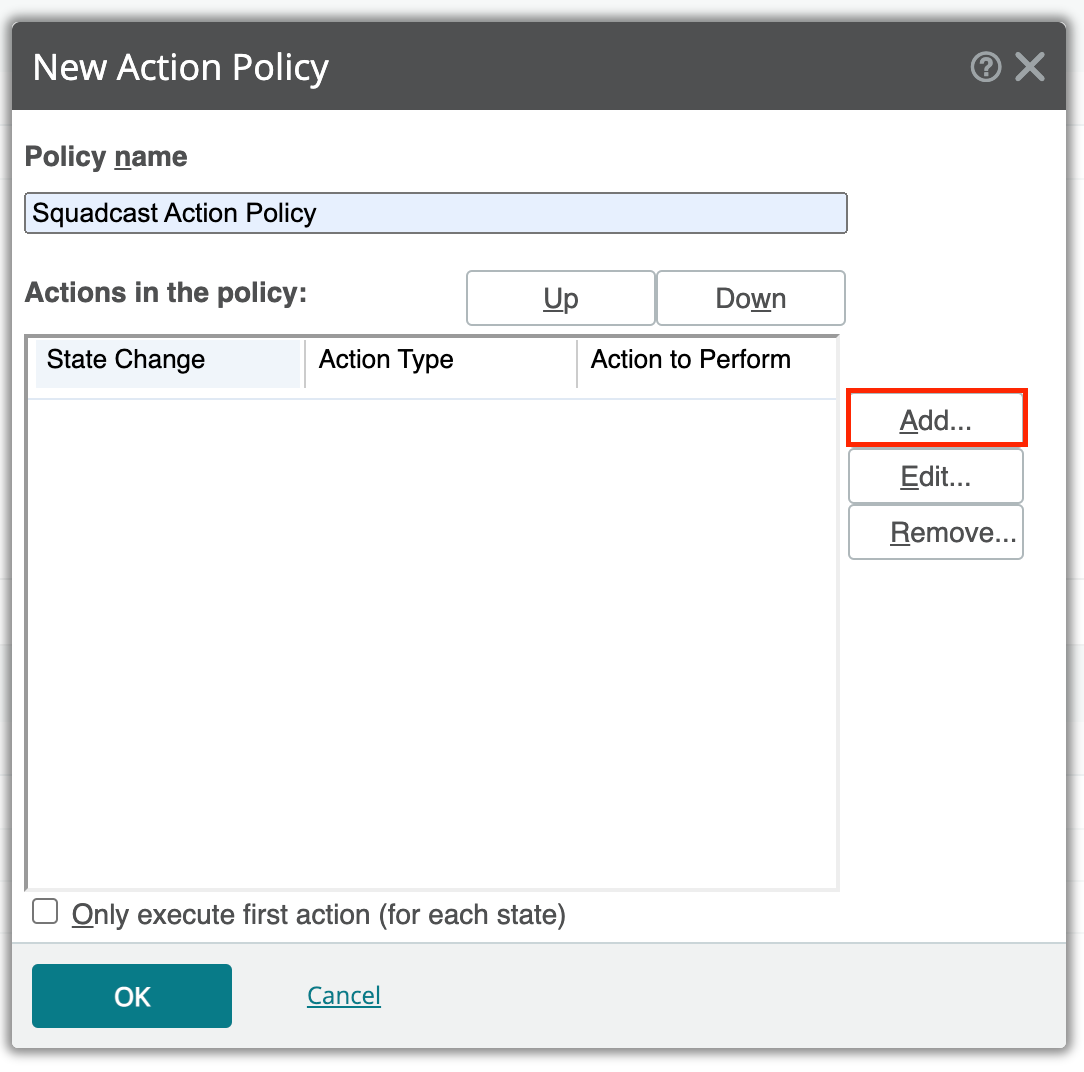 New Action Policy
Policy name
Squadcast Action Policy
Actions in the policy:
Up
Down
State Change
Action Type
Action to Perform
Add...
Edit...
Remove...
Only execute first action (for each state)
OK
Cancel